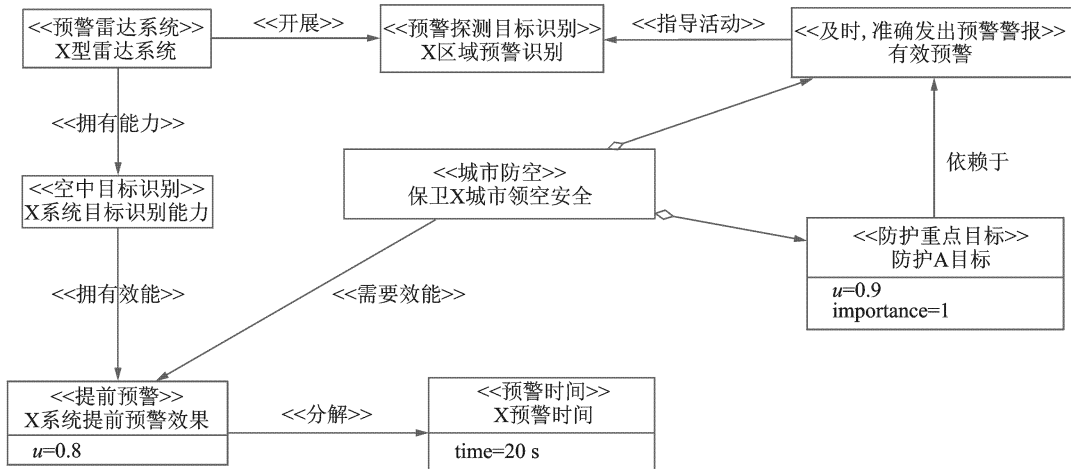 <<预警雷达系统>>
X型雷达系统
<<开展>>
<<预警探测目标识别>>
X区域预警识别
<<指导活动>>
<<及时,准确发出预警警报>>
有效预警
<<拥有能力>>
<<城市防空>>
保卫X城市领空安全
依赖于
<<空中目标识别>>
X系统目标识别能力
<<防护重点目标>>
防护A目标
u=0.9
importance=1
<<拥有效能>>
<<需要效能>>
<<提前预警>>
X系统提前预警效果
u=0.8
<<分解>>
<<预警时间>>
X预警时间
time=20 s